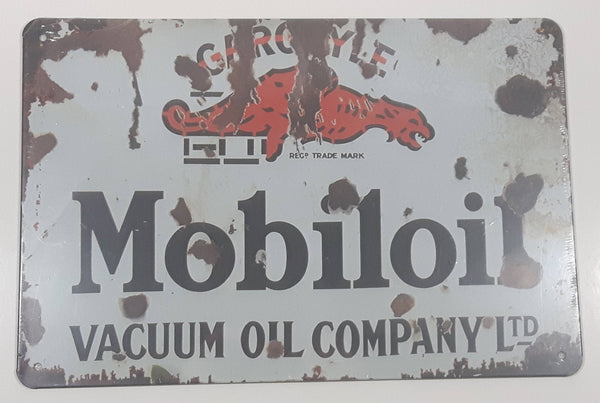 GARGOYLE
REGD TRADE MARK
Mobiloil
VACUUM OIL COMPANY LTD